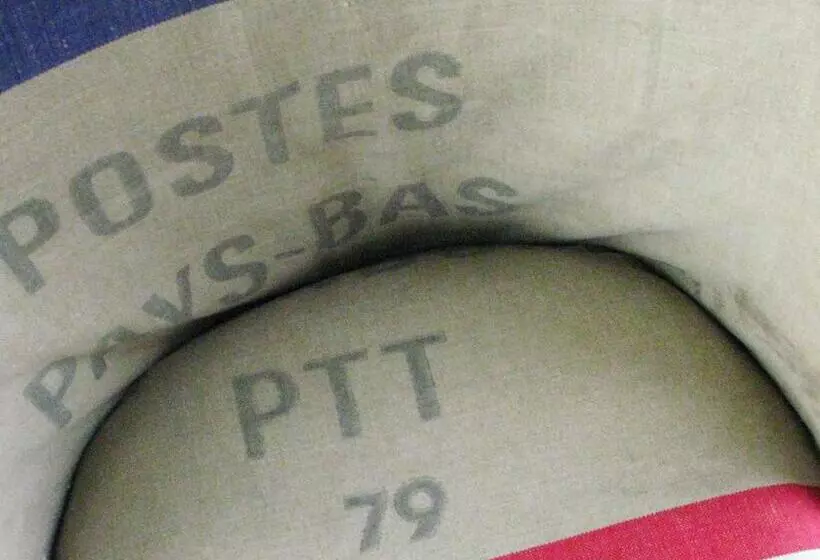 POSTES
PAYS-BAS
PTT
79